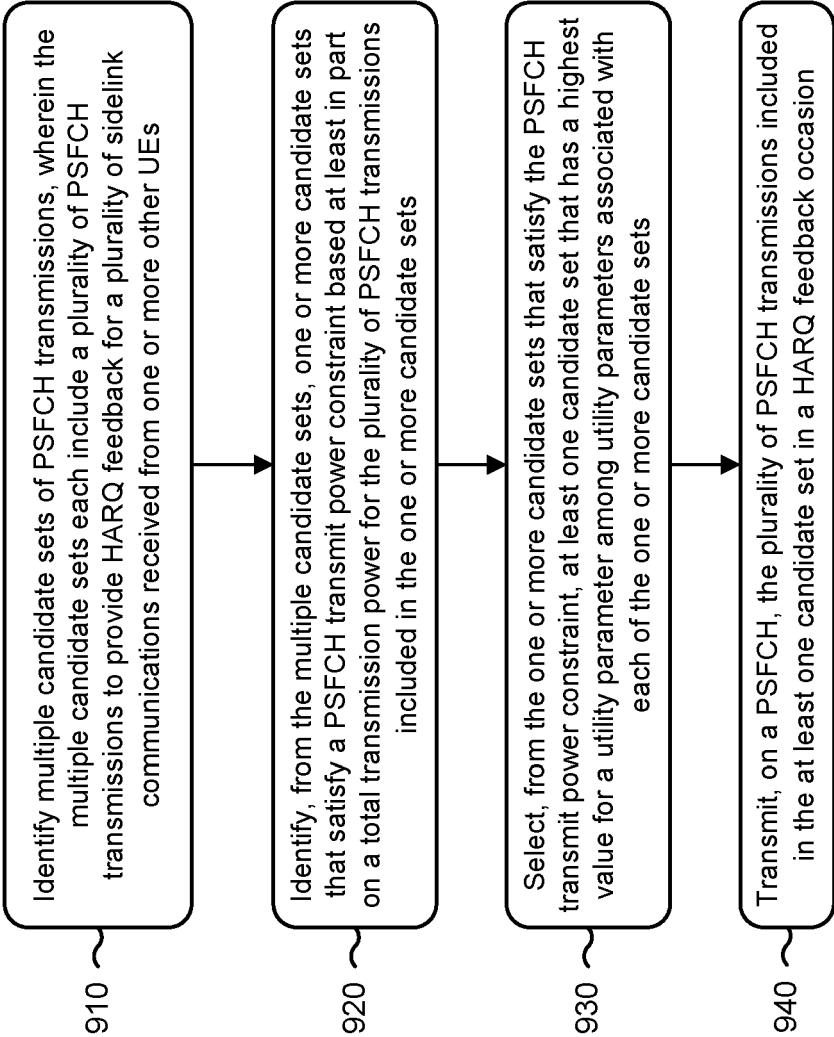 910
Identify multiple candidate sets of PSFCH transmissions, wherein the
multiple candidate sets each include a plurality of PSFCH
transmissions to provide HARQ feedback for a plurality of sidelink
communications received from one or more other UEs
920
Identify, from the multiple candidate sets, one or more candidate sets
that satisfy a PSFCH transmit power constraint based at least in part
on a total transmission power for the plurality of PSFCH transmissions
included in the one or more candidate sets
930
Select, from the one or more candidate sets that satisfy the PSFCH
transmit power constraint, at least one candidate set that has a highest
value for a utility parameter among utility parameters associated with
each of the one or more candidate sets
940
Transmit, on a PSFCH, the plurality of PSFCH transmissions included
in the at least one candidate set in a HARQ feedback occasion